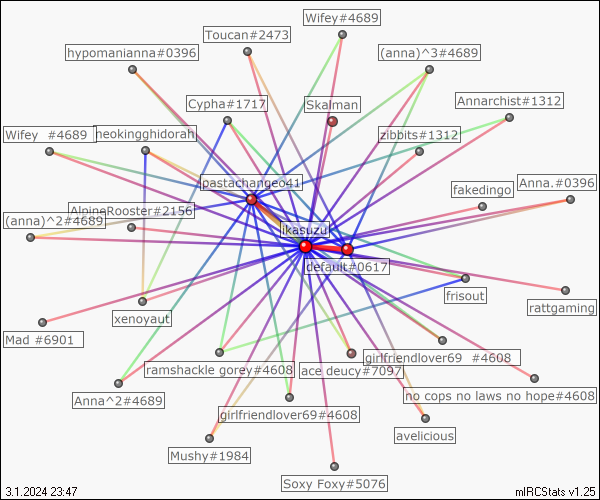 Wifey#4689
Toucan#2473
hypomanianna#0396
(anna)^3#4689
Cypha#1717
Skalman
Annarchist#1312
Wifey  #4689
neokingghidorah
zibbits#1312
pastachange641
fakedingo
Anna.#0396
(anna)^2#4689
AlpineRooster#2156
ikasuzu
default#0617
frisout
rattgaming
xenoyaut
Mad #6901
girlfriendlover69  #4608
ramshackle gorey#4608
ace deucy#7097
no cops no laws no hope#4608
Anna^2#4689
girlfriendlover69#4608
avelicious
Mushy#1984
Soxy Foxy#5076
3.1.2024 23:47
mIRCStats v1.25